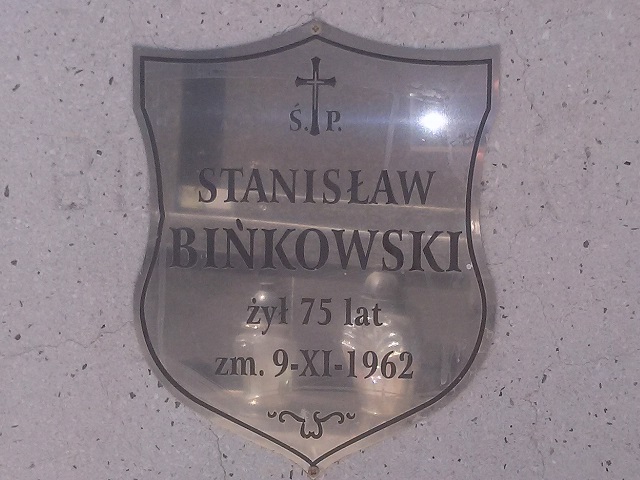 Ś.P.
STANISŁAW
BIŃKOWSKI
żył 75 lat
zm. 9-XI-1962